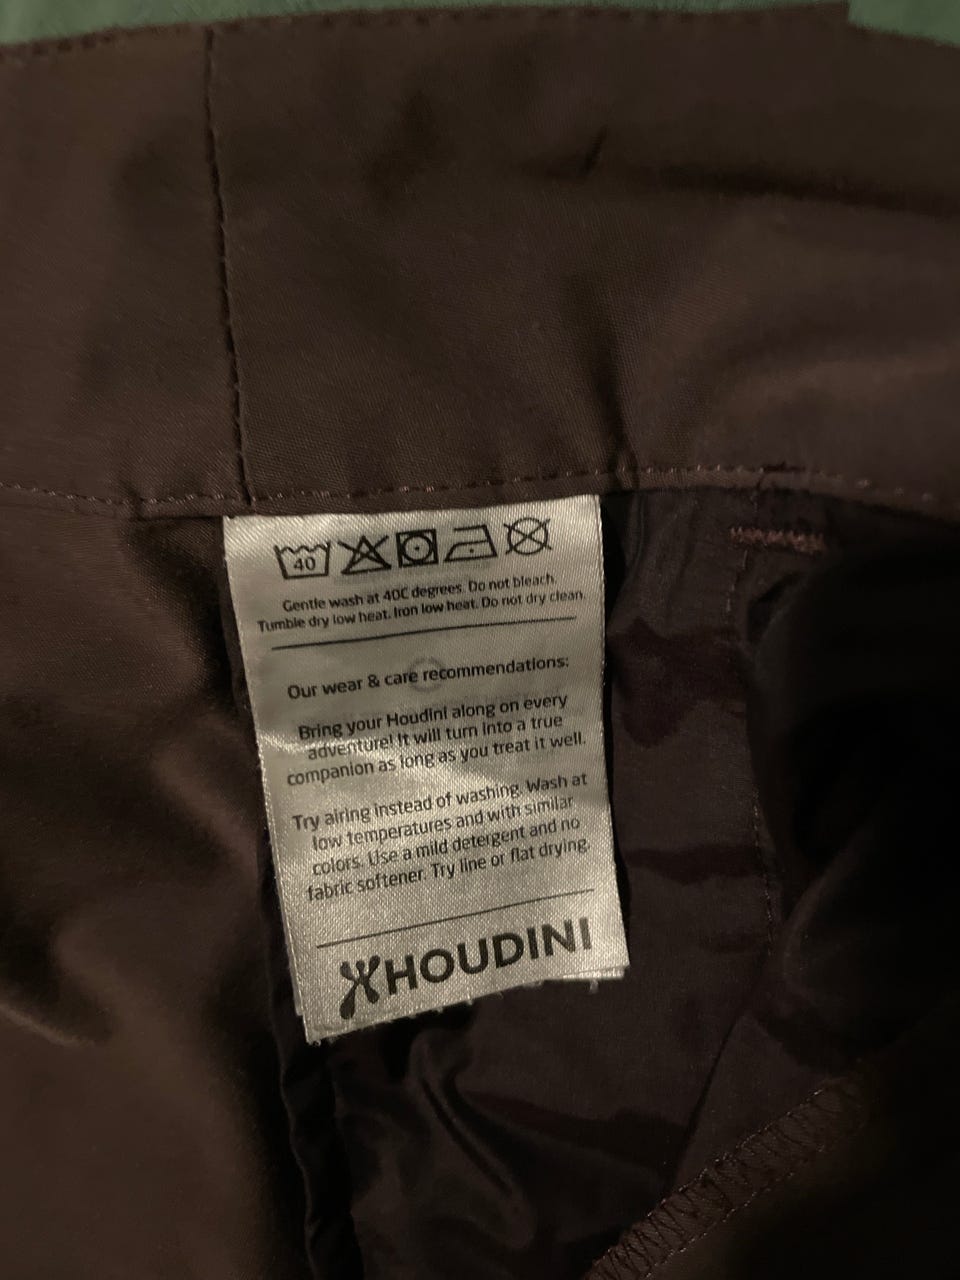 40
Gentle wash at 40C degrees. Do not bleach.
Tumble dry low heat. Iron low heat. Do not dry clean.
Our wear & care recommendations:
Bring your Houdini along on every
adventure! It will turn into a true
companion as long as you treat it well.
Try airing instead of washing. Wash at
low temperatures and with similar
colors. Use a mild detergent and no
fabric softener. Try line or flat drying.
HOUDINI